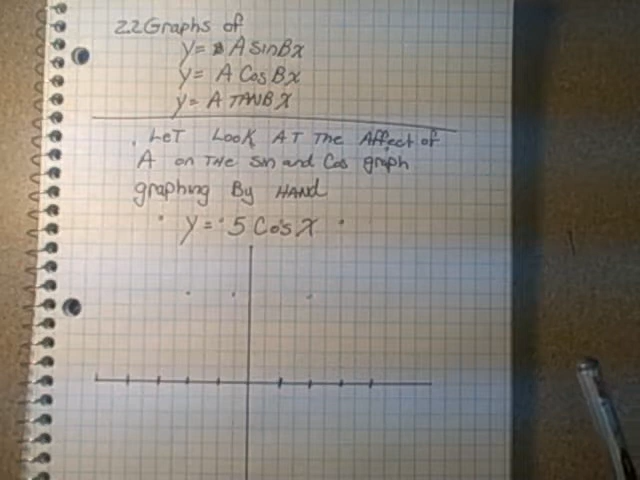 2.2 Graphs of
y = A sin Bx
y = A Cos Bx
y = A TAN B X
LET LOOK AT THE Affect of
A on THE Sin and Cos graph
graphing By HAND
y = 5 Cos X